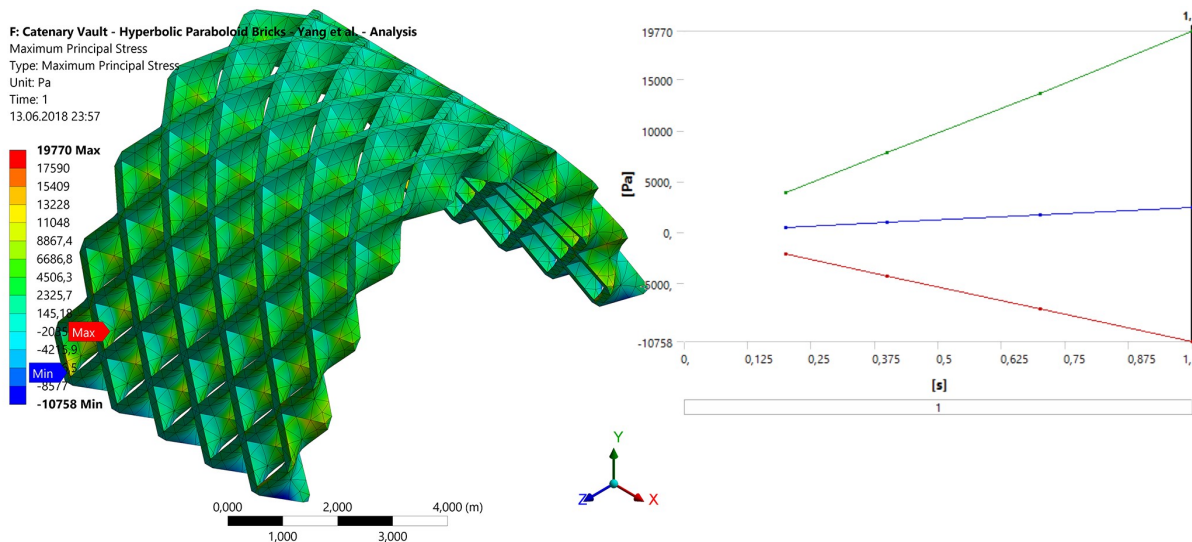 F: Catenary Vault - Hyperbolic Paraboloid Bricks - Yang et al. - Analysis
Maximum Principal Stress
Type: Maximum Principal Stress
Unit: Pa
Time: 1
13.06.2018 23:57
19770 Max
17590
15409
13228
11048
8867,4
6686,8
4506,3
2325,7
145,18
Max
Min
-10758 Min
0,000
2,000
4,000 (m)
1,000
3,000
Y
Z
X
1,
19770
15000
10000
5000,
0,
-10758
[Pa]
0,
0,125
0,25
0,375
0,5
0,625
0,75
0,875
1,
[s]
1